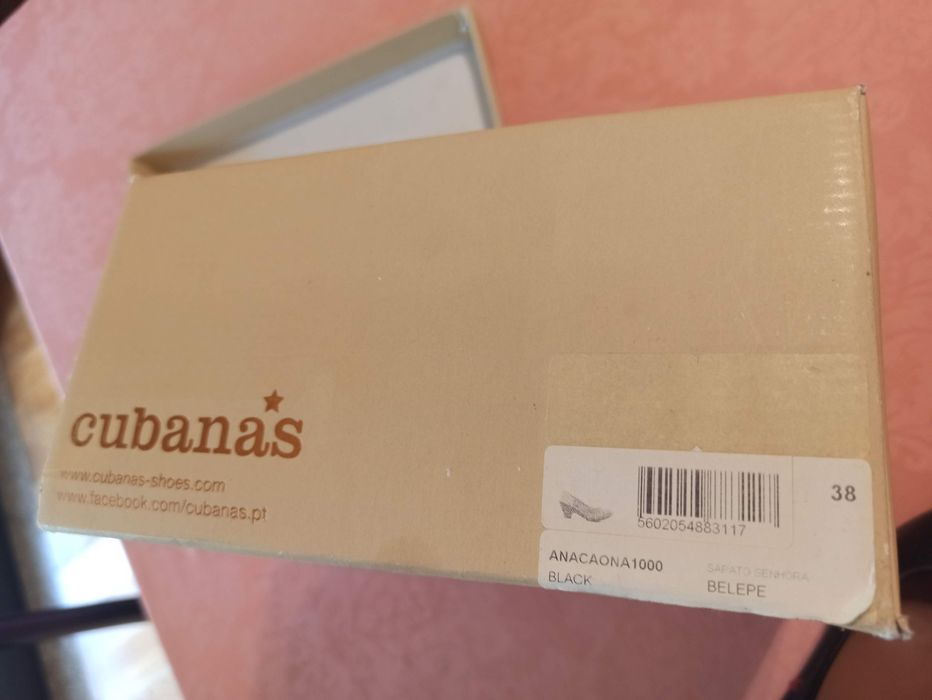 cubanas
www.cubanas-shoes.com
www.facebook.com/cubanas.pt
38
5602054883117
ANACAONA1000
SAPATO SENHORA
BLACK
BELEPE